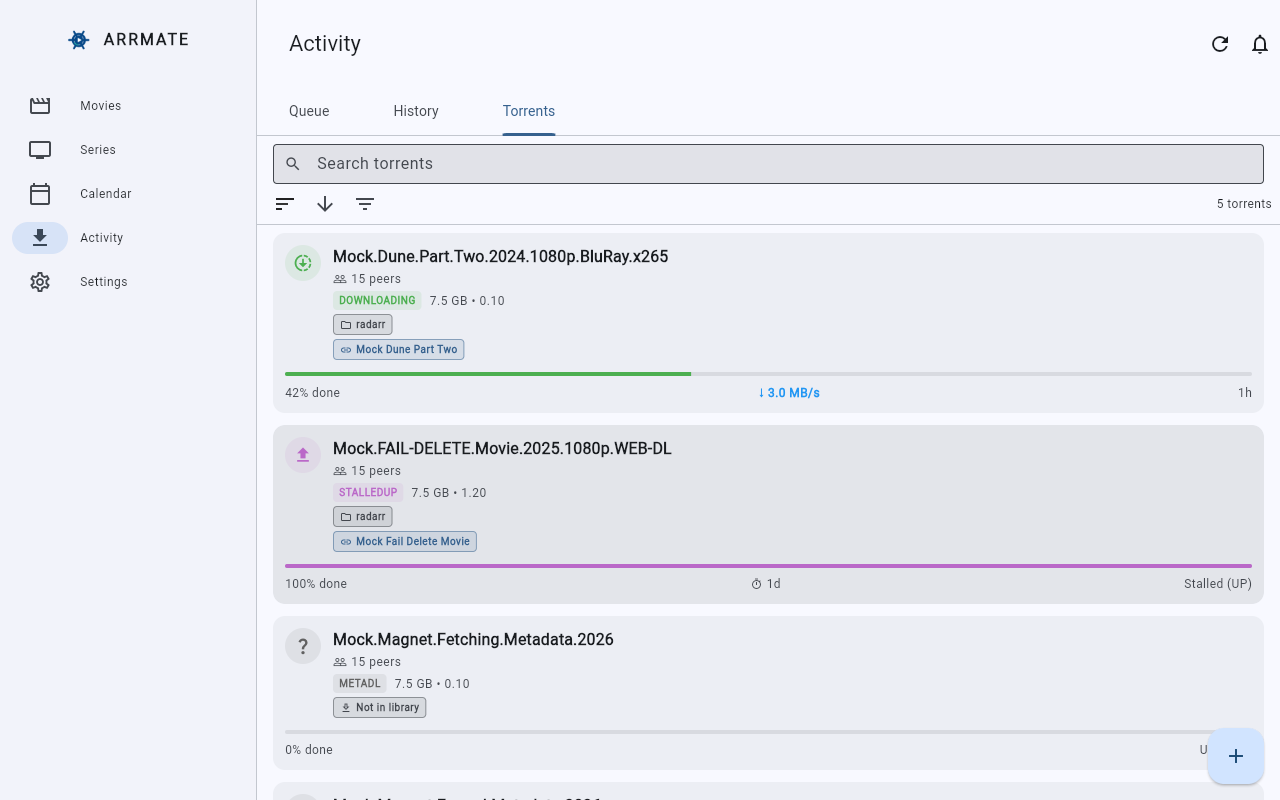 ARRMATE
Movies
Series
Calendar
Activity
Settings
Activity
Queue
History
Torrents
Search torrents
5 torrents
Mock.Dune.Part.Two.2024.1080p.BluRay.x265
15 peers
DOWNLOADING 7.5 GB • 0.10
radarr
Mock Dune Part Two
42% done
↓ 3.0 MB/s
1h
Mock.FAIL-DELETE.Movie.2025.1080p.WEB-DL
15 peers
STALLEDUP 7.5 GB • 1.20
radarr
Mock Fail Delete Movie
100% done
1d
Stalled (UP)
?
Mock.Magnet.Fetching.Metadata.2026
15 peers
METADL 7.5 GB • 0.10
Not in library
0% done